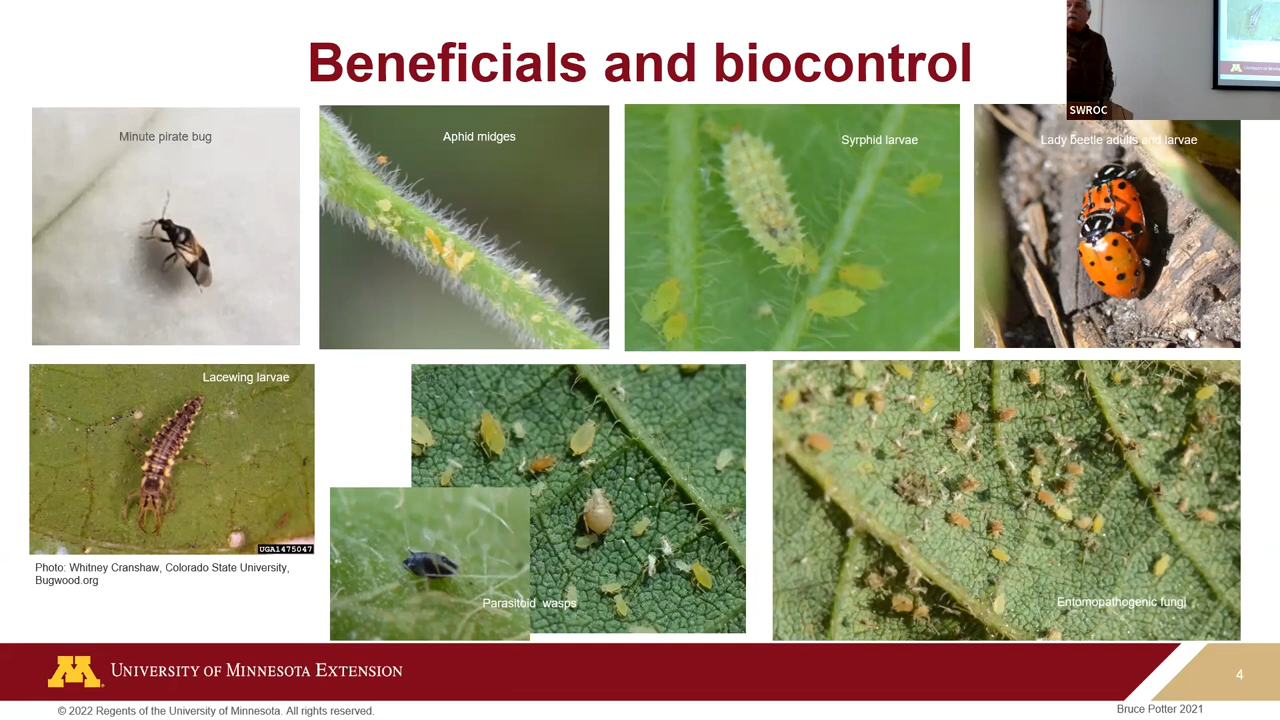 Beneficials and biocontrol
SWROC
Minute pirate bug
Aphid midges
Syrphid larvae
Lady beetle adults and larvae
Lacewing larvae
UGA1475047
Photo: Whitney Cranshaw, Colorado State University,
Bugwood.org
Parasitoid wasps
Entomopathogenic fungi
UNIVERSITY OF MINNESOTA EXTENSION
4
© 2022 Regents of the University of Minnesota. All rights reserved.
Bruce Potter 2021